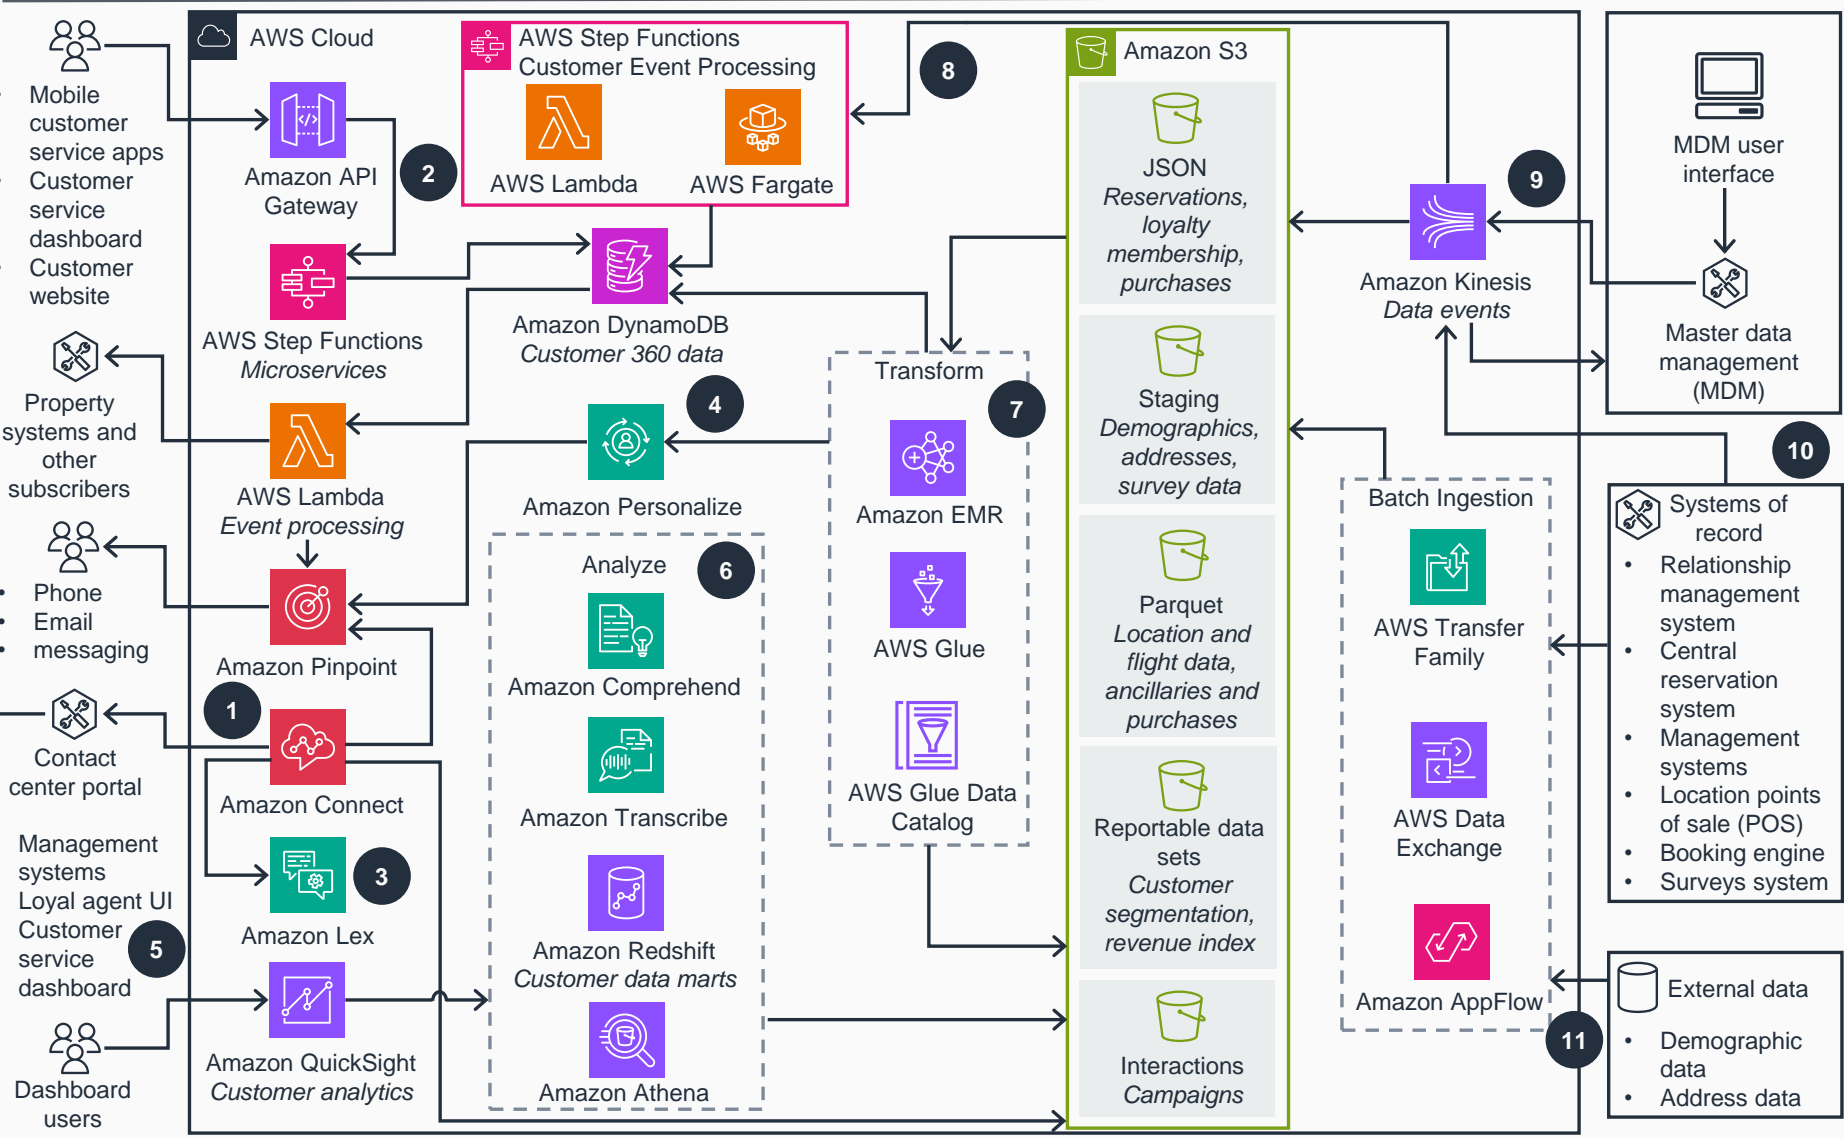 AWS Cloud
AWS Step Functions
Customer Event Processing
AWS Lambda
AWS Fargate
8
Amazon S3
JSON
Reservations,
loyalty
membership,
purchases
Staging
Demographics,
addresses,
survey data
Parquet
Location and
flight data,
ancillaries and
purchases
Reportable data
sets
Customer
segmentation,
revenue index
Interactions
Campaigns
• Mobile
customer
service apps
• Customer
service
dashboard
• Customer
website
Amazon API
Gateway
2
AWS Step Functions
Microservices
Amazon DynamoDB
Customer 360 data
Property
systems and
other
subscribers
AWS Lambda
Event processing
4
Amazon Personalize
• Phone
• Email
• messaging
Amazon Pinpoint
1
Contact
center portal
Amazon Connect
3
Amazon Lex
Management
systems
Loyal agent UI
Customer
service
dashboard
5
Dashboard
users
Amazon QuickSight
Customer analytics
Analyze
6
Amazon Comprehend
Amazon Transcribe
Amazon Redshift
Customer data marts
Amazon Athena
Transform
7
Amazon EMR
AWS Glue
AWS Glue Data
Catalog
9
Amazon Kinesis
Data events
MDM user
interface
Master data
management
(MDM)
10
Batch Ingestion
AWS Transfer
Family
AWS Data
Exchange
Amazon AppFlow
11
Systems of
record
• Relationship
management
system
• Central
reservation
system
• Management
systems
• Location points
of sale (POS)
• Booking engine
• Surveys system
External data
• Demographic
data
• Address data